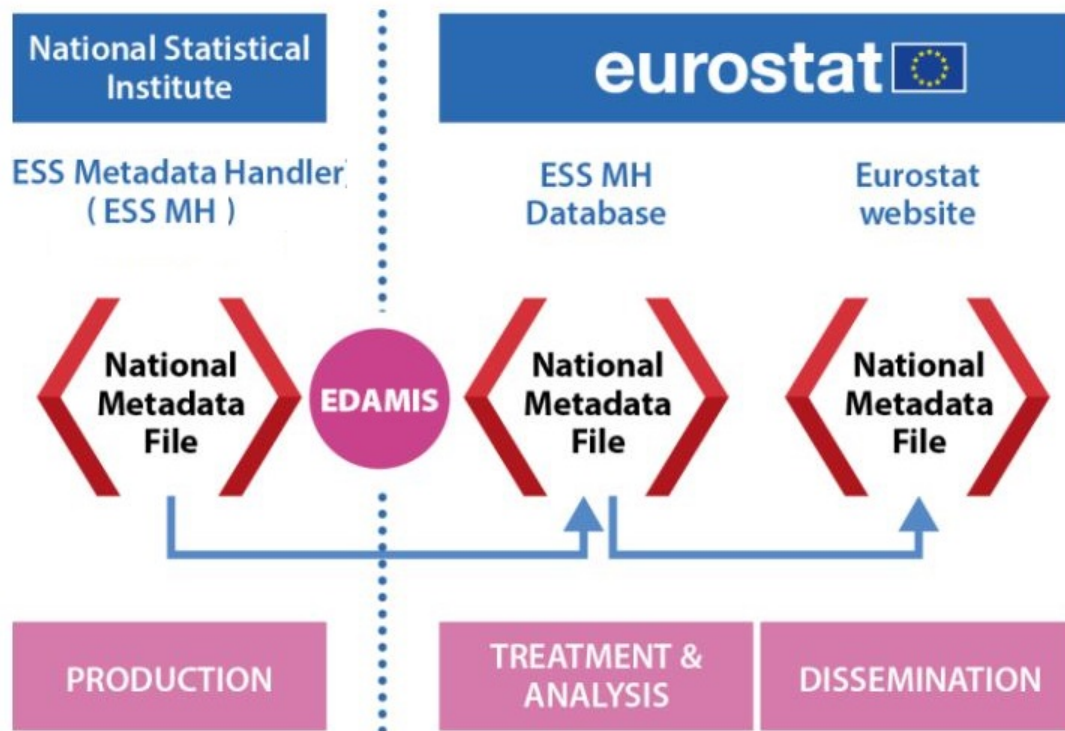 National Statistical
Institute
eurostat
ESS Metadata Handler
( ESS MH )
ESS MH
Database
Eurostat
website
National
Metadata
File
EDAMIS
National
Metadata
File
National
Metadata
File
PRODUCTION
TREATMENT &
ANALYSIS
DISSEMINATION